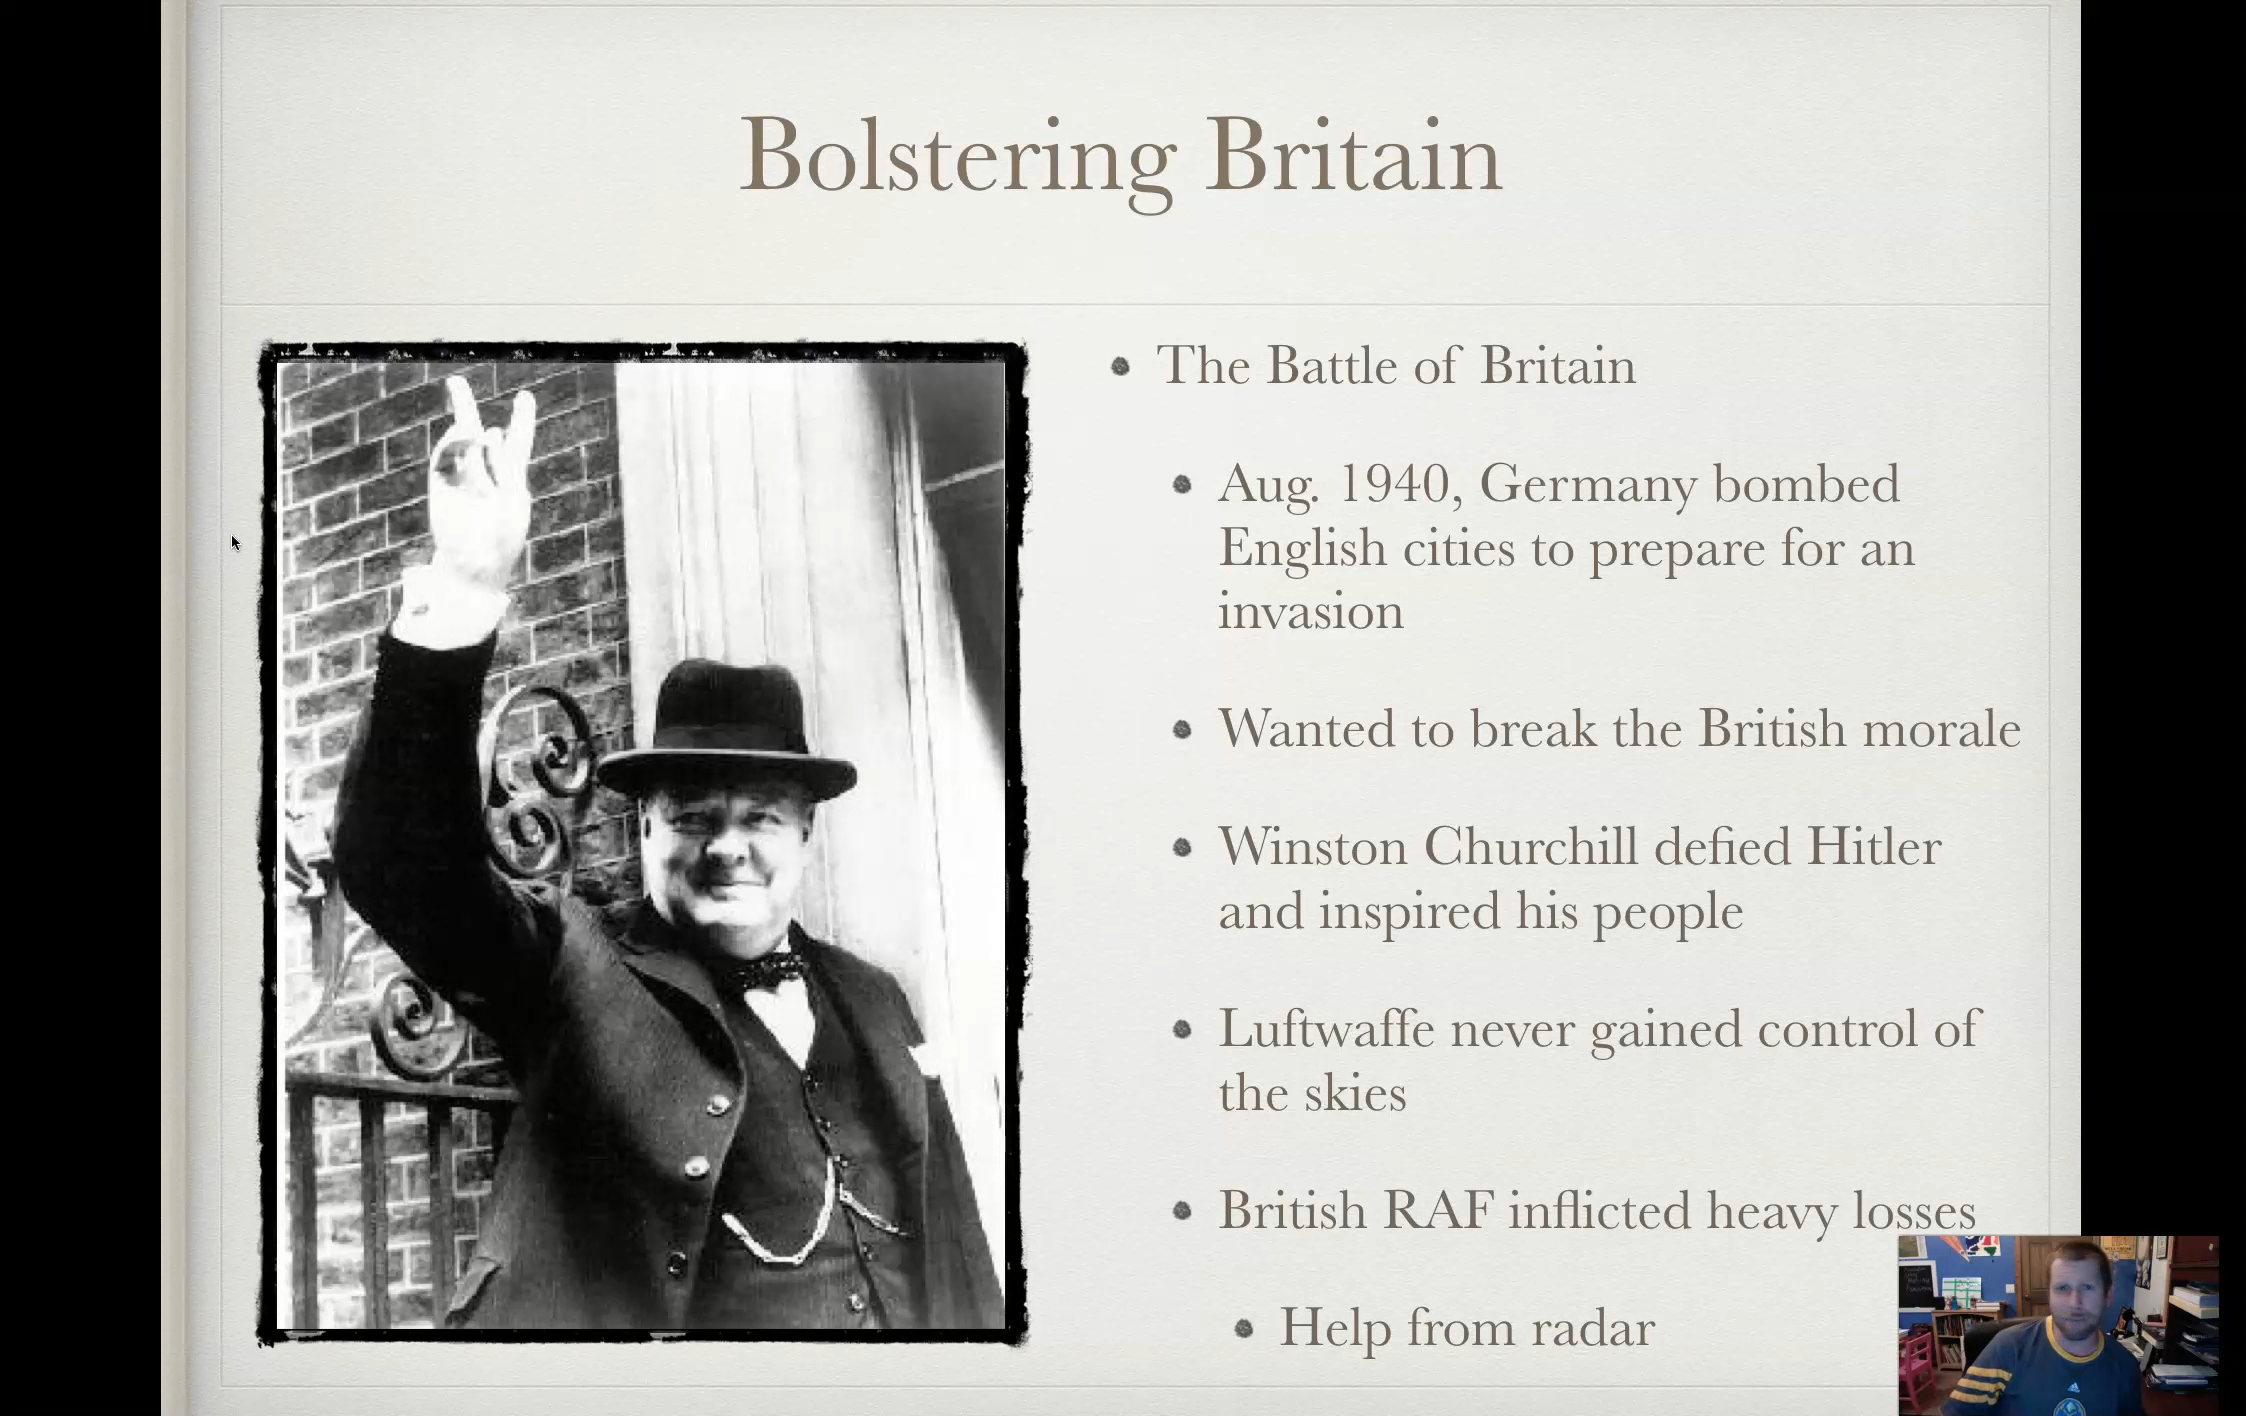 Bolstering Britain
The Battle of Britain
Aug. 1940, Germany bombed
English cities to prepare for an
invasion
Wanted to break the British morale
Winston Churchill defied Hitler
and inspired his people
Luftwaffe never gained control of
the skies
British RAF inflicted heavy losses
Help from radar